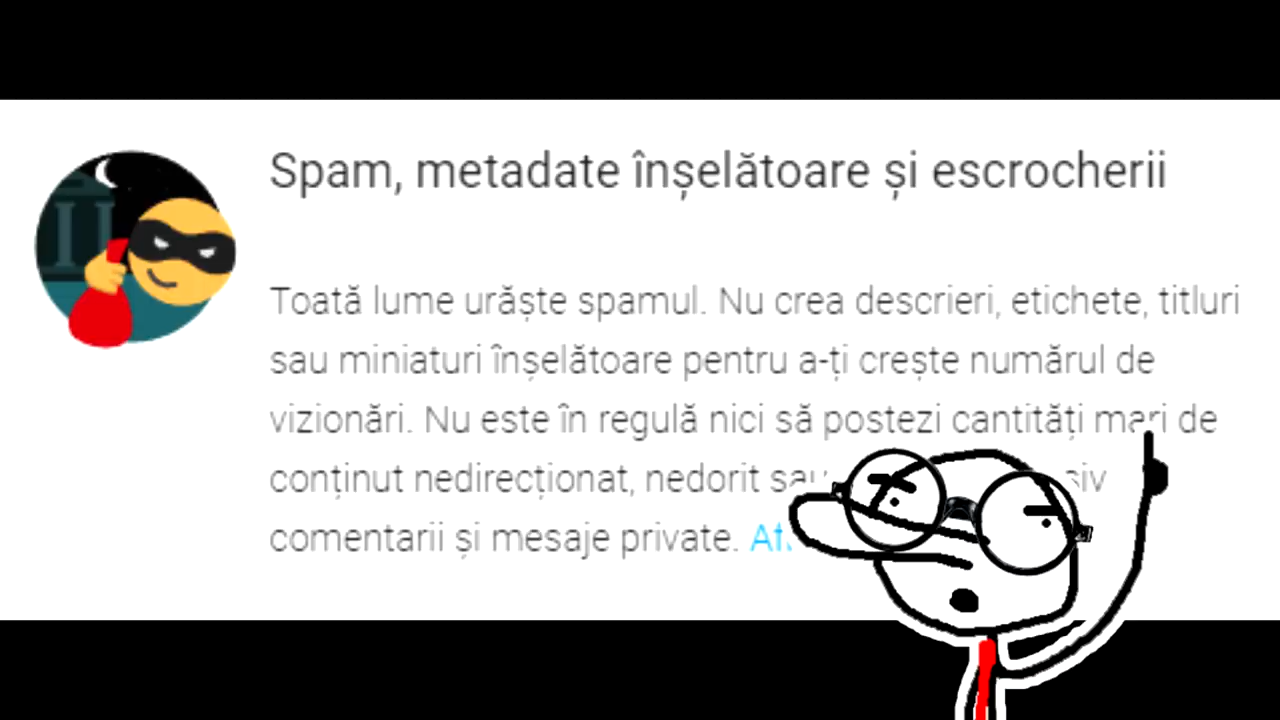 Spam, metadate înșelătoare și escrocherii
Toată lume urăște spamul. Nu crea descrieri, etichete, titluri
sau miniaturi înșelătoare pentru a-ți crește numărul de
vizionări. Nu este în regulă nici să postezi cantități mari de
conținut nedirecționat, nedorit sau
comentarii și mesaje private.